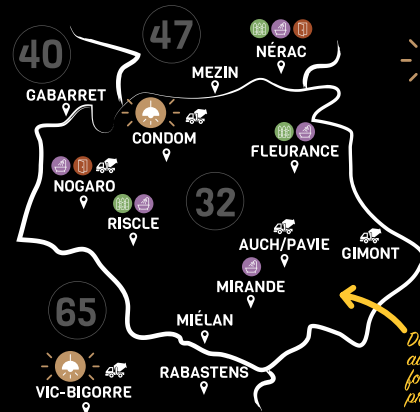 47
40
NÉRAC
MEZIN
GABARRET
CONDOM
FLEURANCE
NOGARO
32
RISCLE
AUCH/PAVIE
GIMONT
MIRANDE
65
MIÉLAN
RABASTENS
VIC-BIGORRE